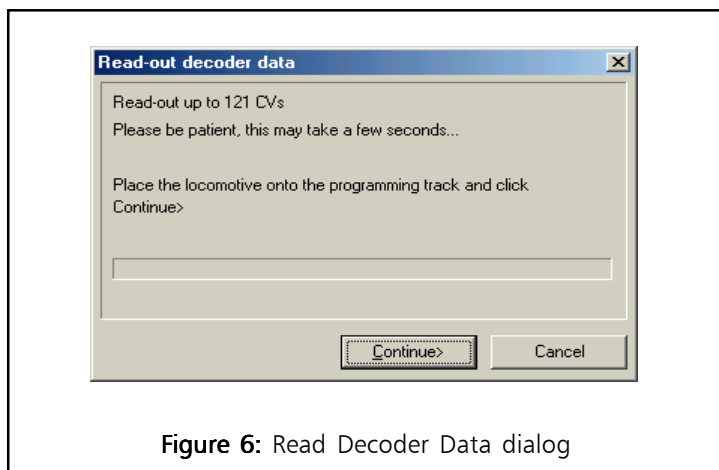 Read-out decoder data
Read-out up to 121 CVs
Please be patient, this may take a few seconds...
Place the locomotive onto the programming track and click
Continue>
Continue> Cancel
Figure 6: Read Decoder Data dialog